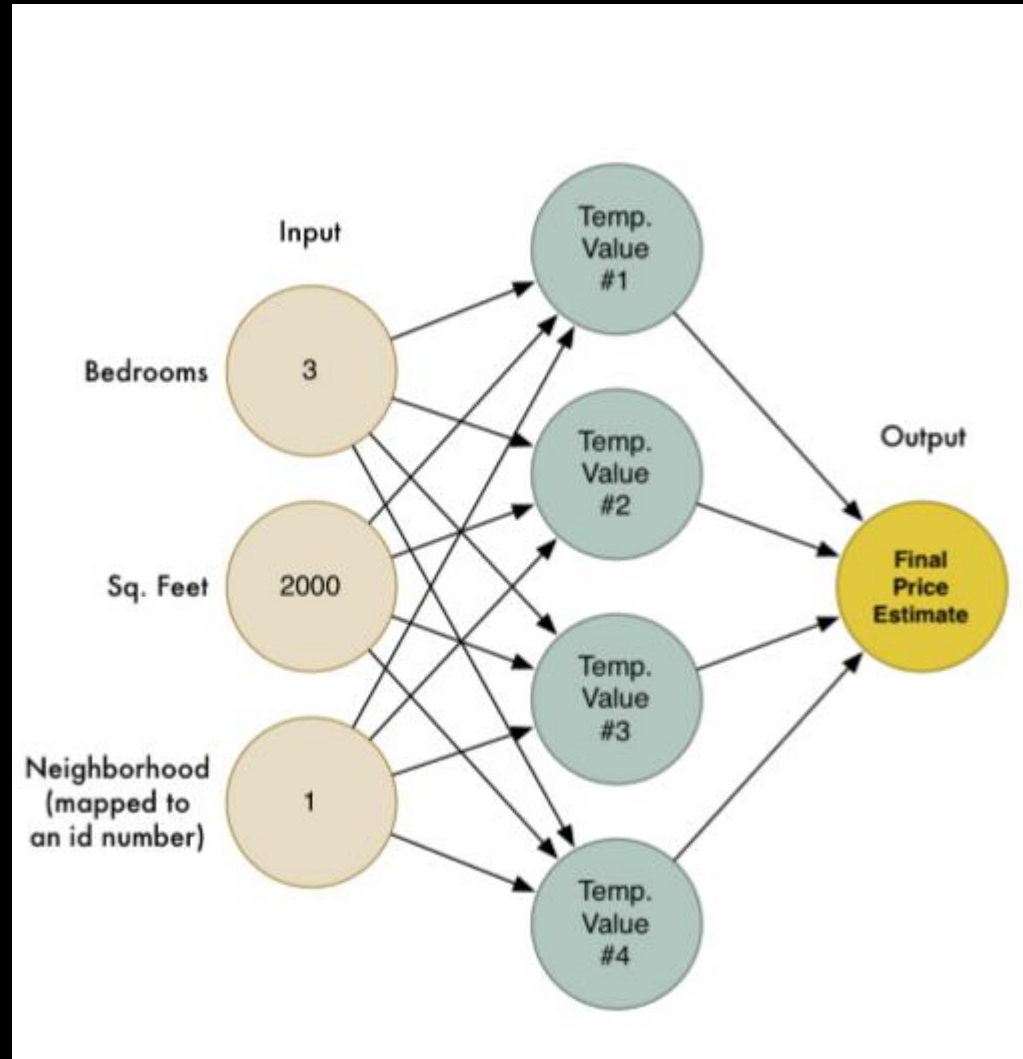 Input
Bedrooms
3
Sq. Feet
2000
Neighborhood
(mapped to
an id number)
1
Temp.
Value
#1
Temp.
Value
#2
Temp.
Value
#3
Temp.
Value
#4
Output
Final
Price
Estimate